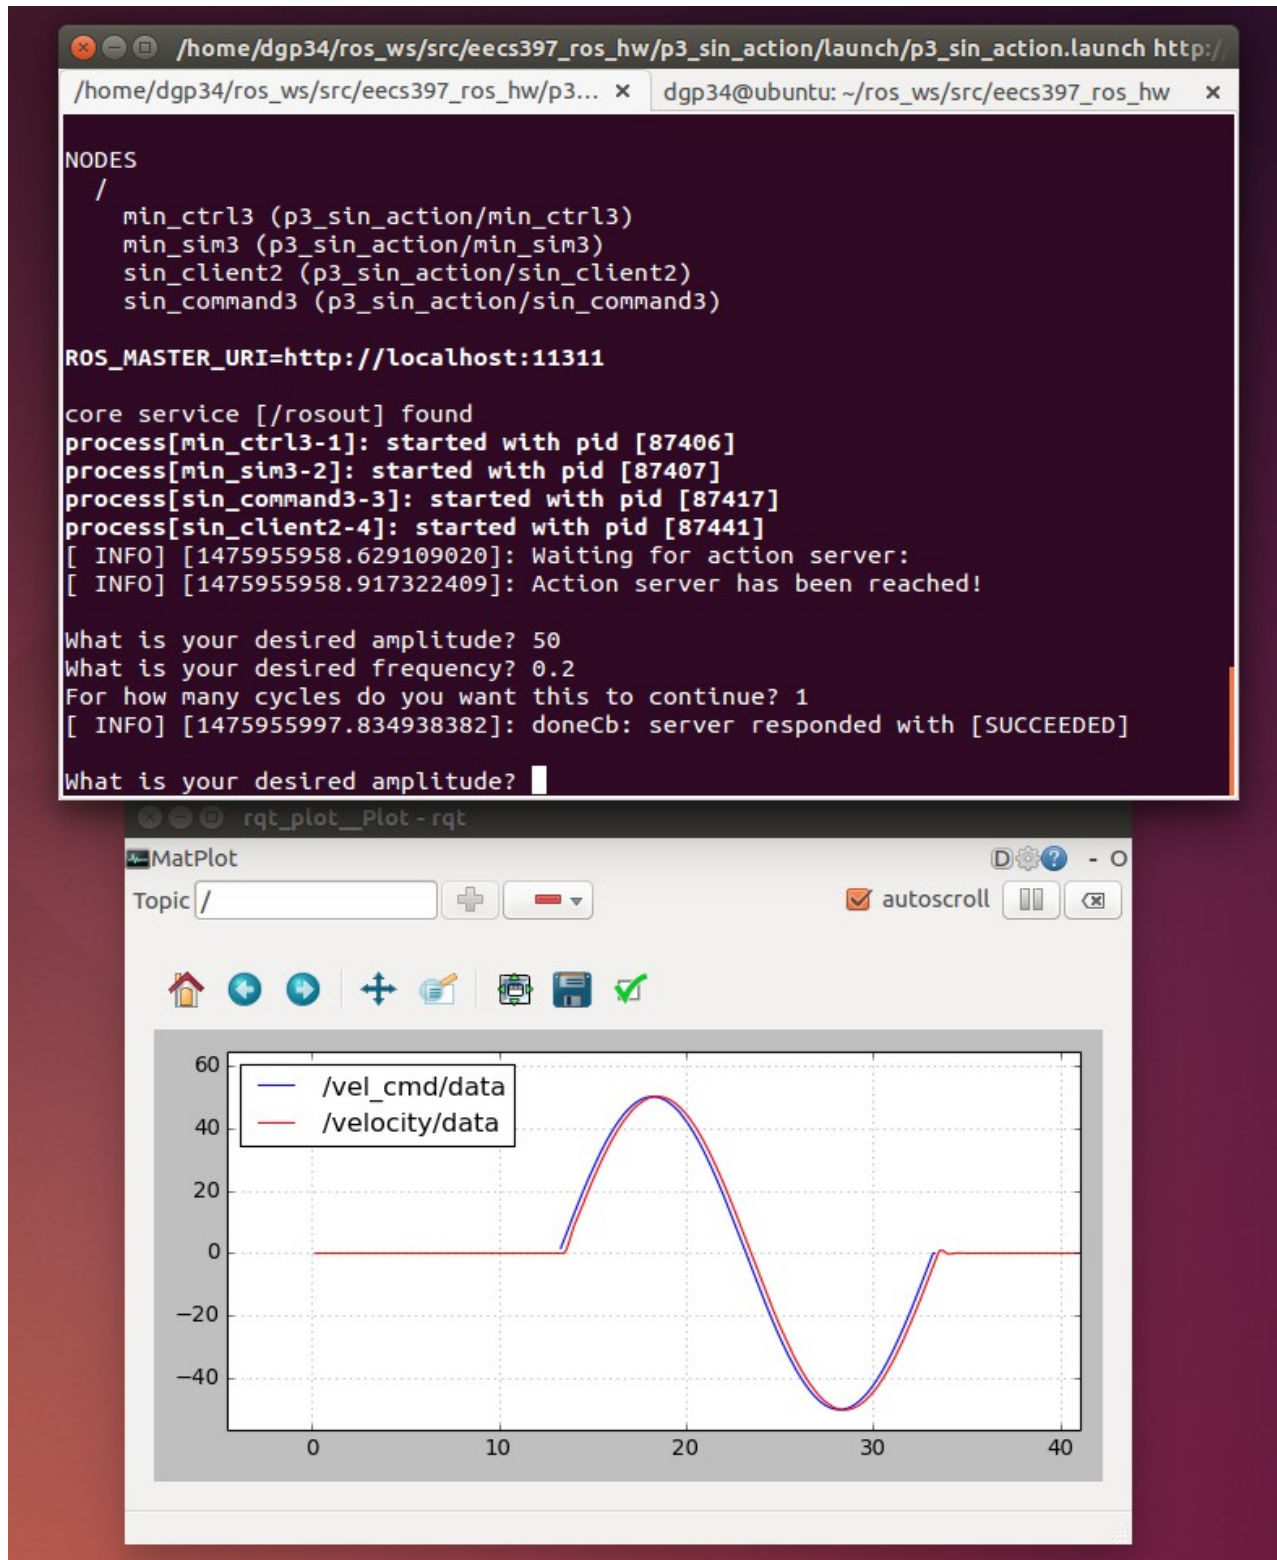 /home/dgp34/ros_ws/src/eecs397_ros_hw/p3_sin_action/launch/p3_sin_action.launch http://
/home/dgp34/ros_ws/src/eecs397_ros_hw/p3... × dgp34@ubuntu: ~/ros_ws/src/eecs397_ros_hw ×
NODES
/
min_ctrl3 (p3_sin_action/min_ctrl3)
min_sim3 (p3_sin_action/min_sim3)
sin_client2 (p3_sin_action/sin_client2)
sin_command3 (p3_sin_action/sin_command3)
ROS_MASTER_URI=http://localhost:11311
core service [/rosout] found
process[min_ctrl3-1]: started with pid [87406]
process[min_sim3-2]: started with pid [87407]
process[sin_command3-3]: started with pid [87417]
process[sin_client2-4]: started with pid [87441]
[ INFO] [1475955958.629109020]: Waiting for action server:
[ INFO] [1475955958.917322409]: Action server has been reached!
What is your desired amplitude? 50
What is your desired frequency? 0.2
For how many cycles do you want this to continue? 1
[ INFO] [1475955997.834938382]: doneCb: server responded with [SUCCEEDED]
What is your desired amplitude?
rqt_plot__Plot - rqt
MatPlot D ? - O
Topic / autoscroll
/vel_cmd/data
/velocity/data
60
40
20
0
−20
−40
0 10 20 30 40